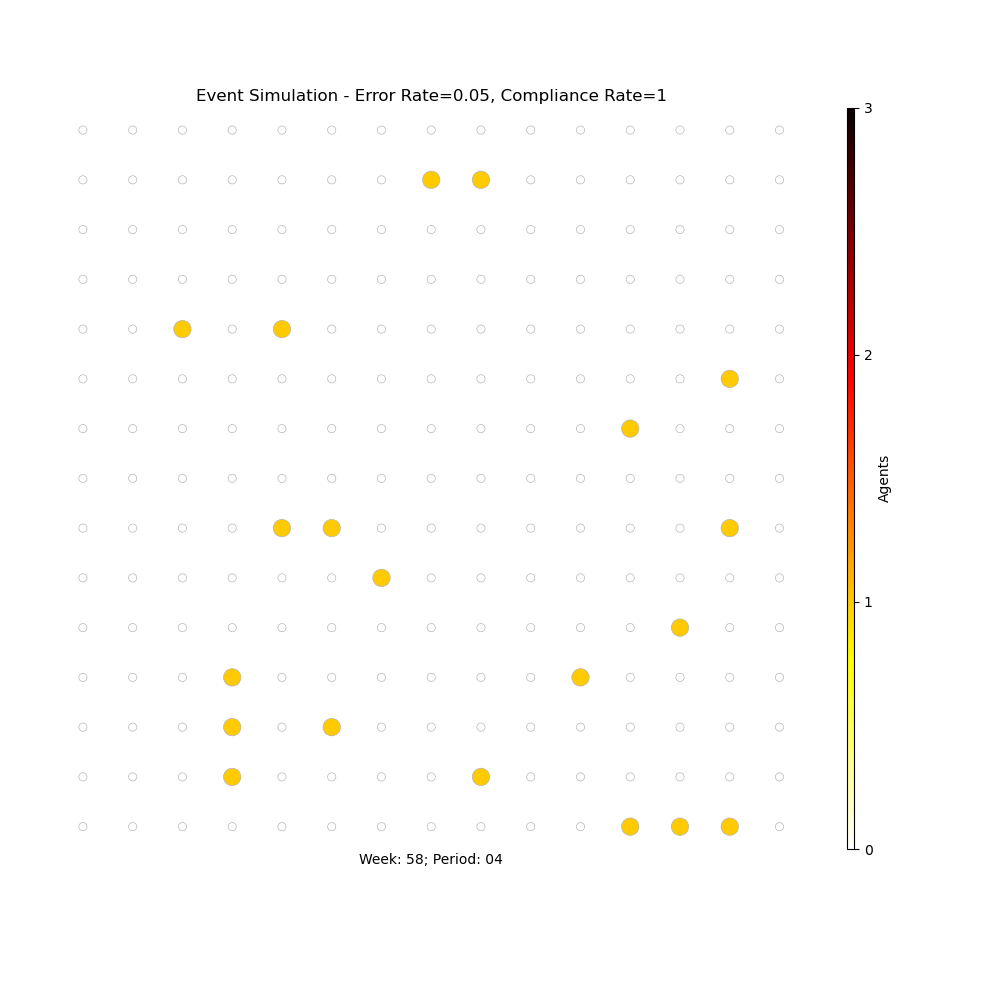 Event Simulation - Error Rate=0.05, Compliance Rate=1
3
2
Agents
1
0
Week: 58; Period: 04